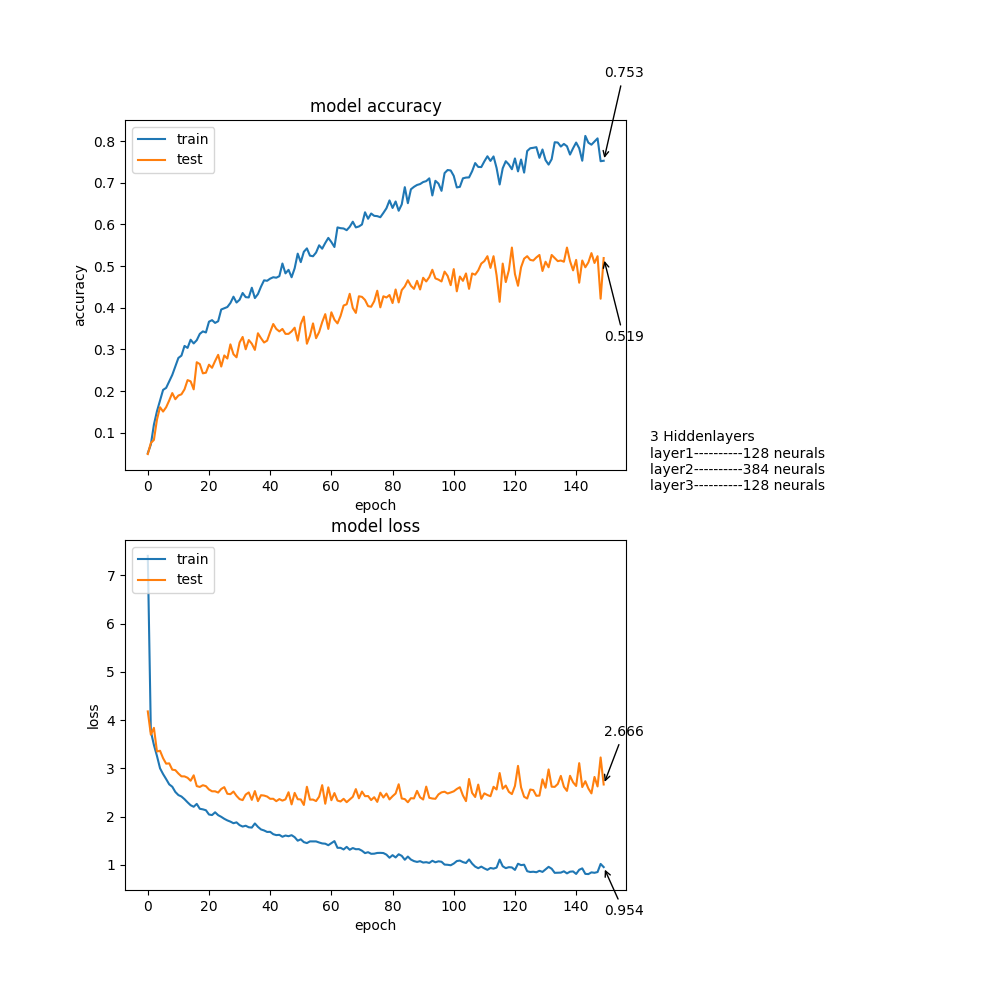 0.753
model accuracy
train
test
0.8
0.7
0.6
0.5
0.4
0.3
0.2
0.1
accuracy
0.519
0 20 40 60 80 100 120 140
epoch
3 Hiddenlayers
layer1----------128 neurals
layer2----------384 neurals
layer3----------128 neurals
model loss
train
test
7
6
5
4
3
2
1
loss
2.666
0.954
0 20 40 60 80 100 120 140
epoch